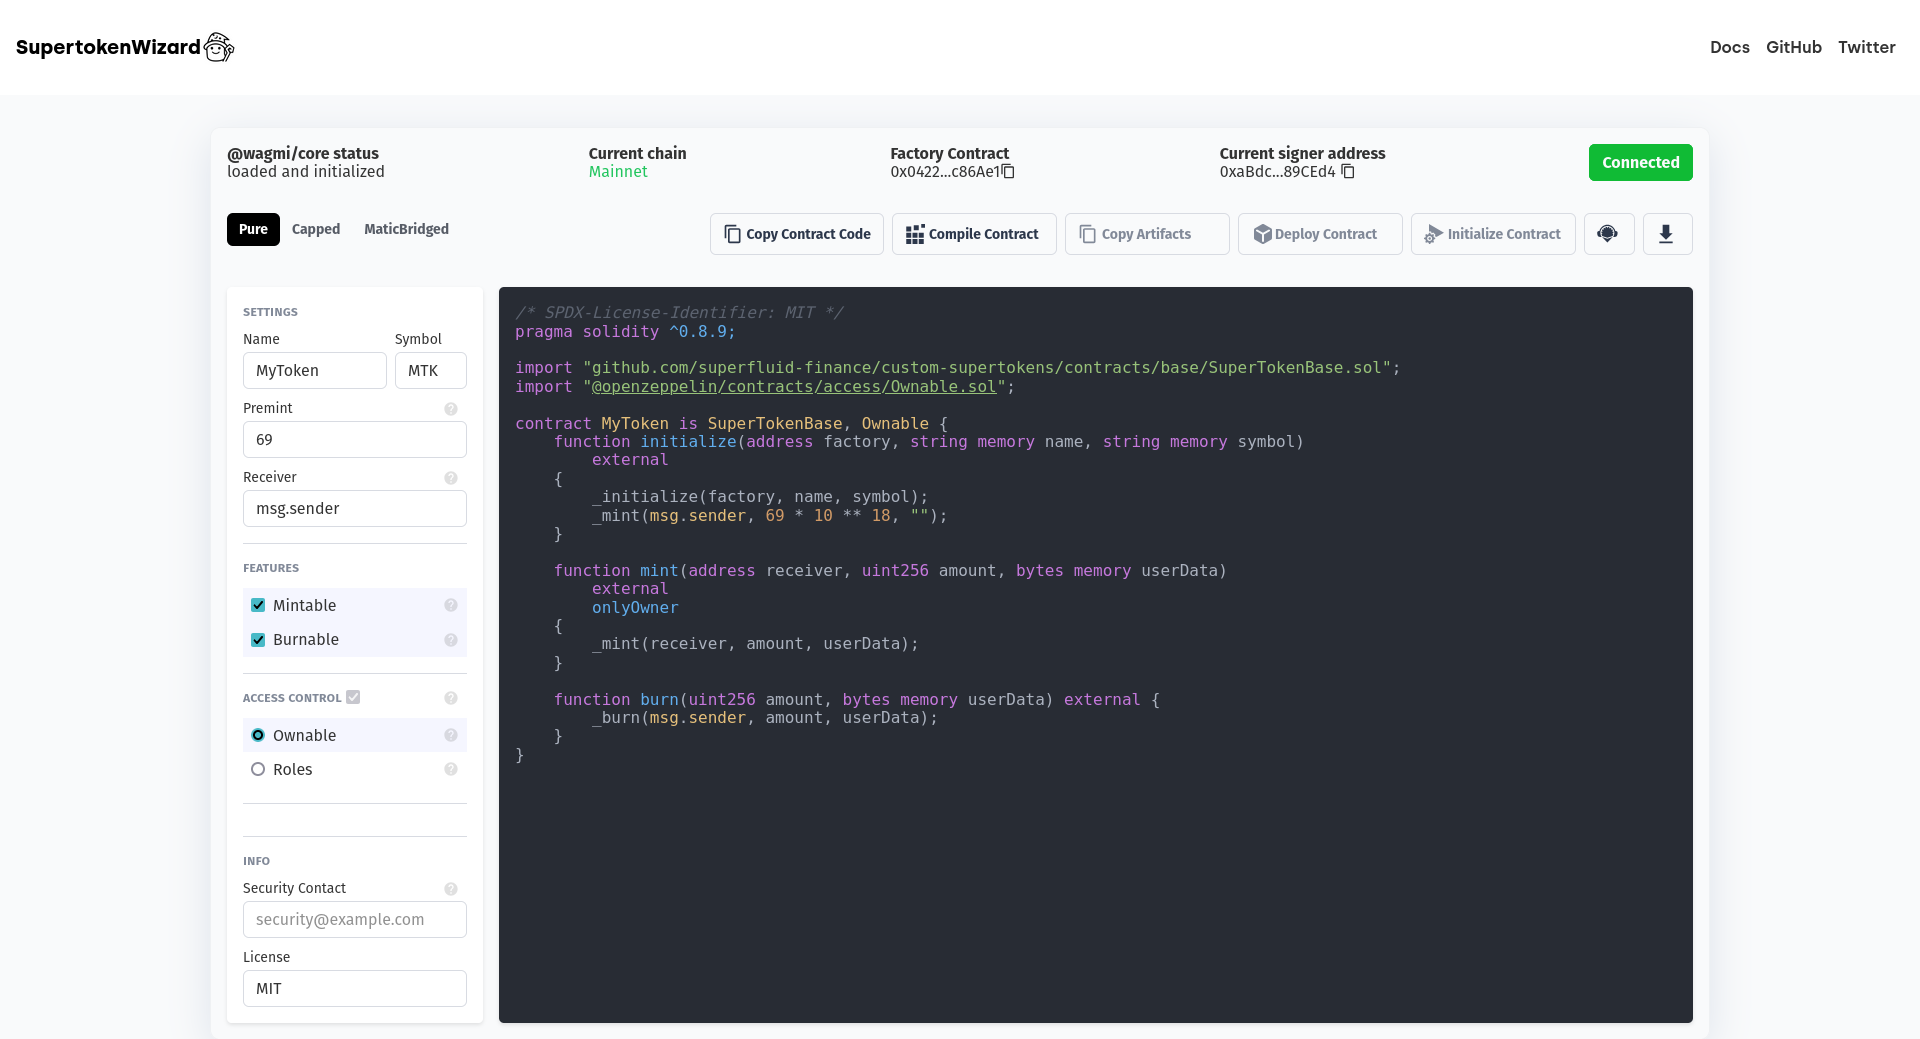 SupertokenWizard
Docs GitHub Twitter
@wagmi/core status
loaded and initialized
Current chain
Mainnet
Factory Contract
0x0422...c86Ae1
Current signer address
0xaBdc...89CEd4
Connected
Pure Capped MaticBridged
Copy Contract Code Compile Contract Copy Artifacts Deploy Contract Initialize Contract
SETTINGS
Name Symbol
MyToken MTK
Premint ?
69
Receiver ?
msg.sender
FEATURES
Mintable ?
Burnable ?
ACCESS CONTROL ?
Ownable ?
Roles ?
INFO
Security Contact ?
security@example.com
License
MIT
/* SPDX-License-Identifier: MIT */
pragma solidity ^0.8.9;
import "github.com/superfluid-finance/custom-supertokens/contracts/base/SuperTokenBase.sol";
import "@openzeppelin/contracts/access/Ownable.sol";
contract MyToken is SuperTokenBase, Ownable {
    function initialize(address factory, string memory name, string memory symbol)
        external
    {
        _initialize(factory, name, symbol);
        _mint(msg.sender, 69 * 10 ** 18, "");
    }
    function mint(address receiver, uint256 amount, bytes memory userData)
        external
        onlyOwner
    {
        _mint(receiver, amount, userData);
    }
    function burn(uint256 amount, bytes memory userData) external {
        _burn(msg.sender, amount, userData);
    }
}